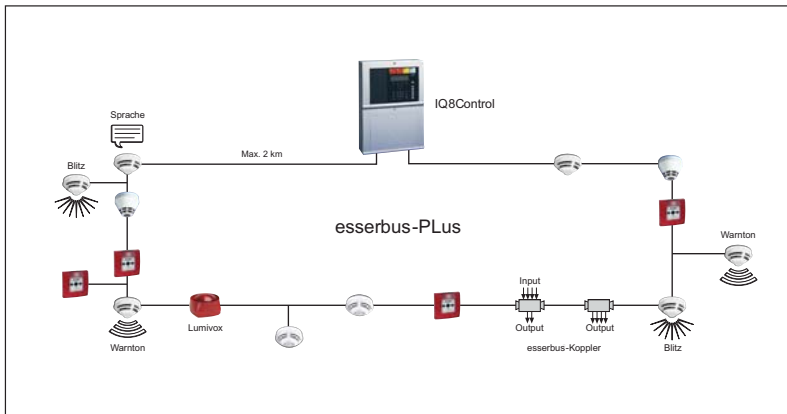 IQ8Control
Sprache
Max. 2 km
Blitz
esserbus-PLus
Warnton
Input
Lumivox
Output
Output
Warnton
esserbus-Koppler
Blitz